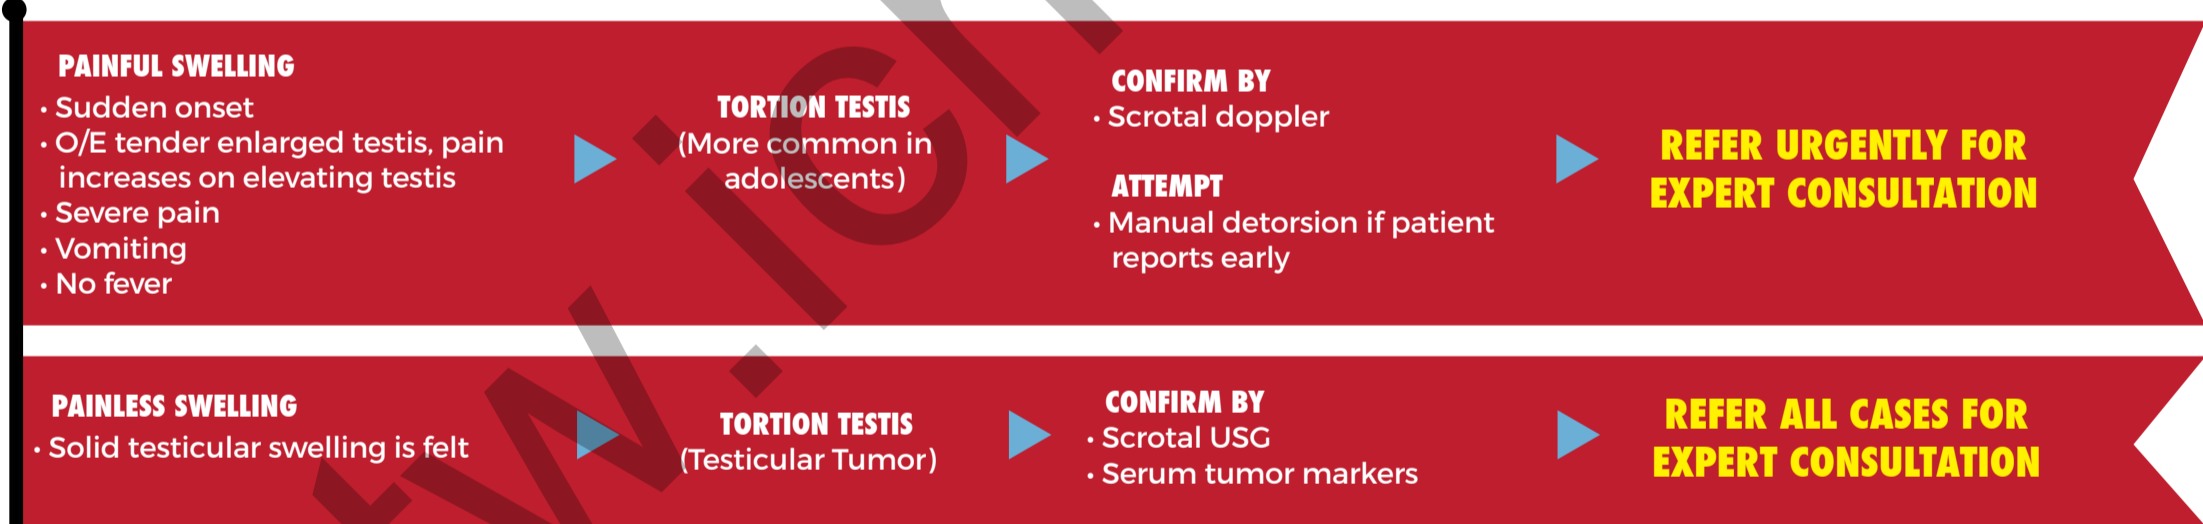 PAINFUL SWELLING
• Sudden onset
• O/E tender enlarged testis, pain
increases on elevating testis
• Severe pain
• Vomiting
• No fever
TORTION TESTIS
(More common in
adolescents)
CONFIRM BY
• Scrotal doppler
ATTEMPT
• Manual detorsion if patient
reports early
REFER URGENTLY FOR
EXPERT CONSULTATION
PAINLESS SWELLING
• Solid testicular swelling is felt
TORTION TESTIS
(Testicular Tumor)
CONFIRM BY
• Scrotal USG
• Serum tumor markers
REFER ALL CASES FOR
EXPERT CONSULTATION